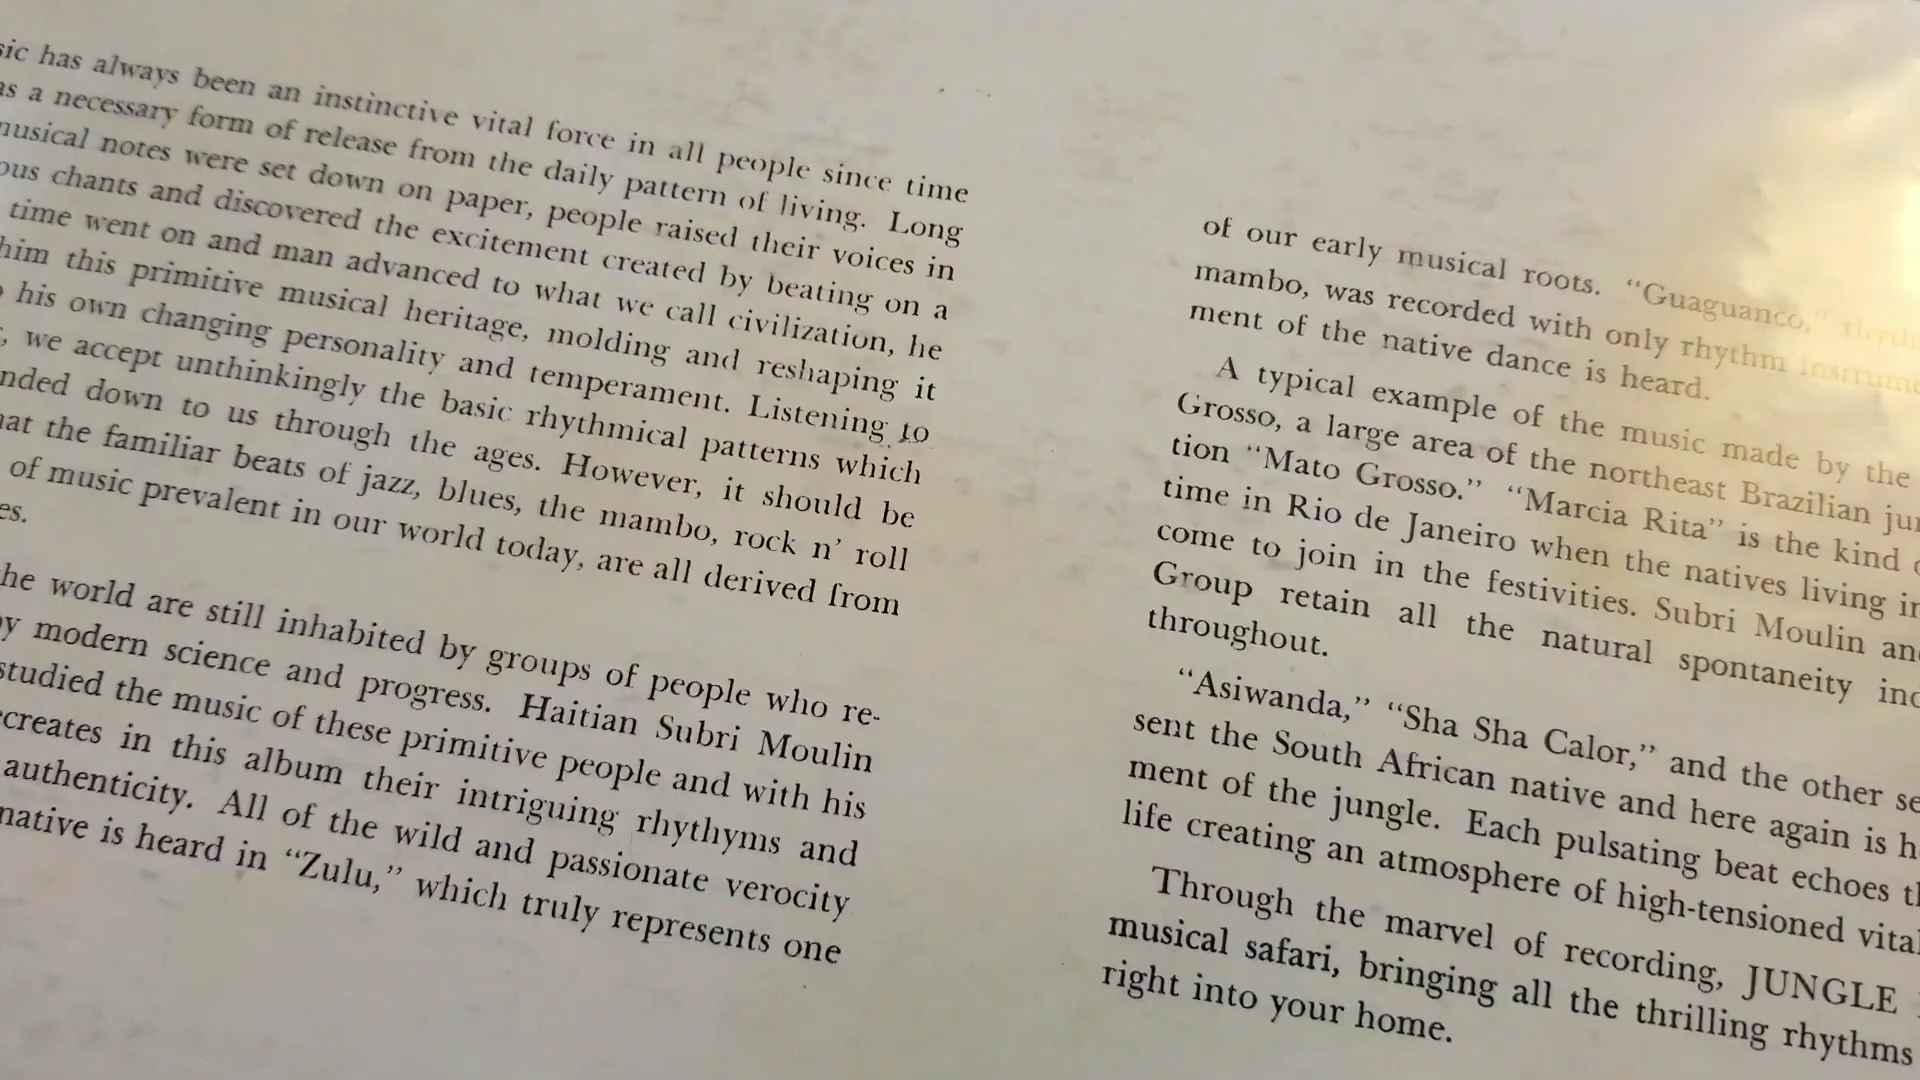 has always been an instinctive vital force in all people since time
as a necessary form of release from the daily pattern of living. Long
musical notes were set down on paper, people raised their voices in
chants and discovered the excitement created by beating on a
time went on and man advanced to what we call civilization, he
him this primitive musical heritage, molding and reshaping it
his own changing personality and temperament. Listening to
, we accept unthinkingly the basic rhythmical patterns which
nded down to us through the ages. However, it should be
at the familiar beats of jazz, blues, the mambo, rock n' roll
of music prevalent in our world today, are all derived from
es.
he world are still inhabited by groups of people who re-
y modern science and progress. Haitian Subri Moulin
studied the music of these primitive people and with his
creates in this album their intriguing rhythyms and
authenticity. All of the wild and passionate verocity
native is heard in “Zulu,” which truly represents one
of our early musical roots. “Guaguanco,”
mambo, was recorded with only rhythm
ment of the native dance is heard.
A typical example of the music made by the
Grosso, a large area of the northeast Brazilian
tion “Mato Grosso.” “Marcia Rita” is the kind
time in Rio de Janeiro when the natives living
come to join in the festivities. Subri Moulin
Group retain all the natural spontaneity
throughout.
“Asiwanda,” “Sha Sha Calor,” and the other
sent the South African native and here again is
ment of the jungle. Each pulsating beat echoes
life creating an atmosphere of high-tensioned
Through the marvel of recording, JUNGLE
musical safari, bringing all the thrilling rhythms
right into your home.